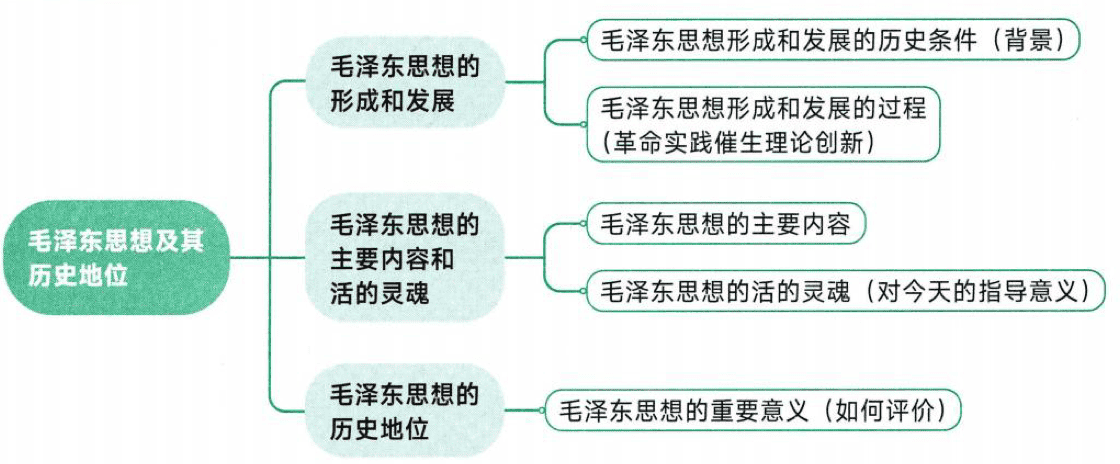 毛泽东思想及其
历史地位
毛泽东思想的
形成和发展
毛泽东思想形成和发展的历史条件（背景）
毛泽东思想形成和发展的过程
（革命实践催生理论创新）
毛泽东思想的
主要内容和
活的灵魂
毛泽东思想的主要内容
毛泽东思想的活的灵魂（对今天的指导意义）
毛泽东思想的
历史地位
毛泽东思想的重要意义（如何评价）